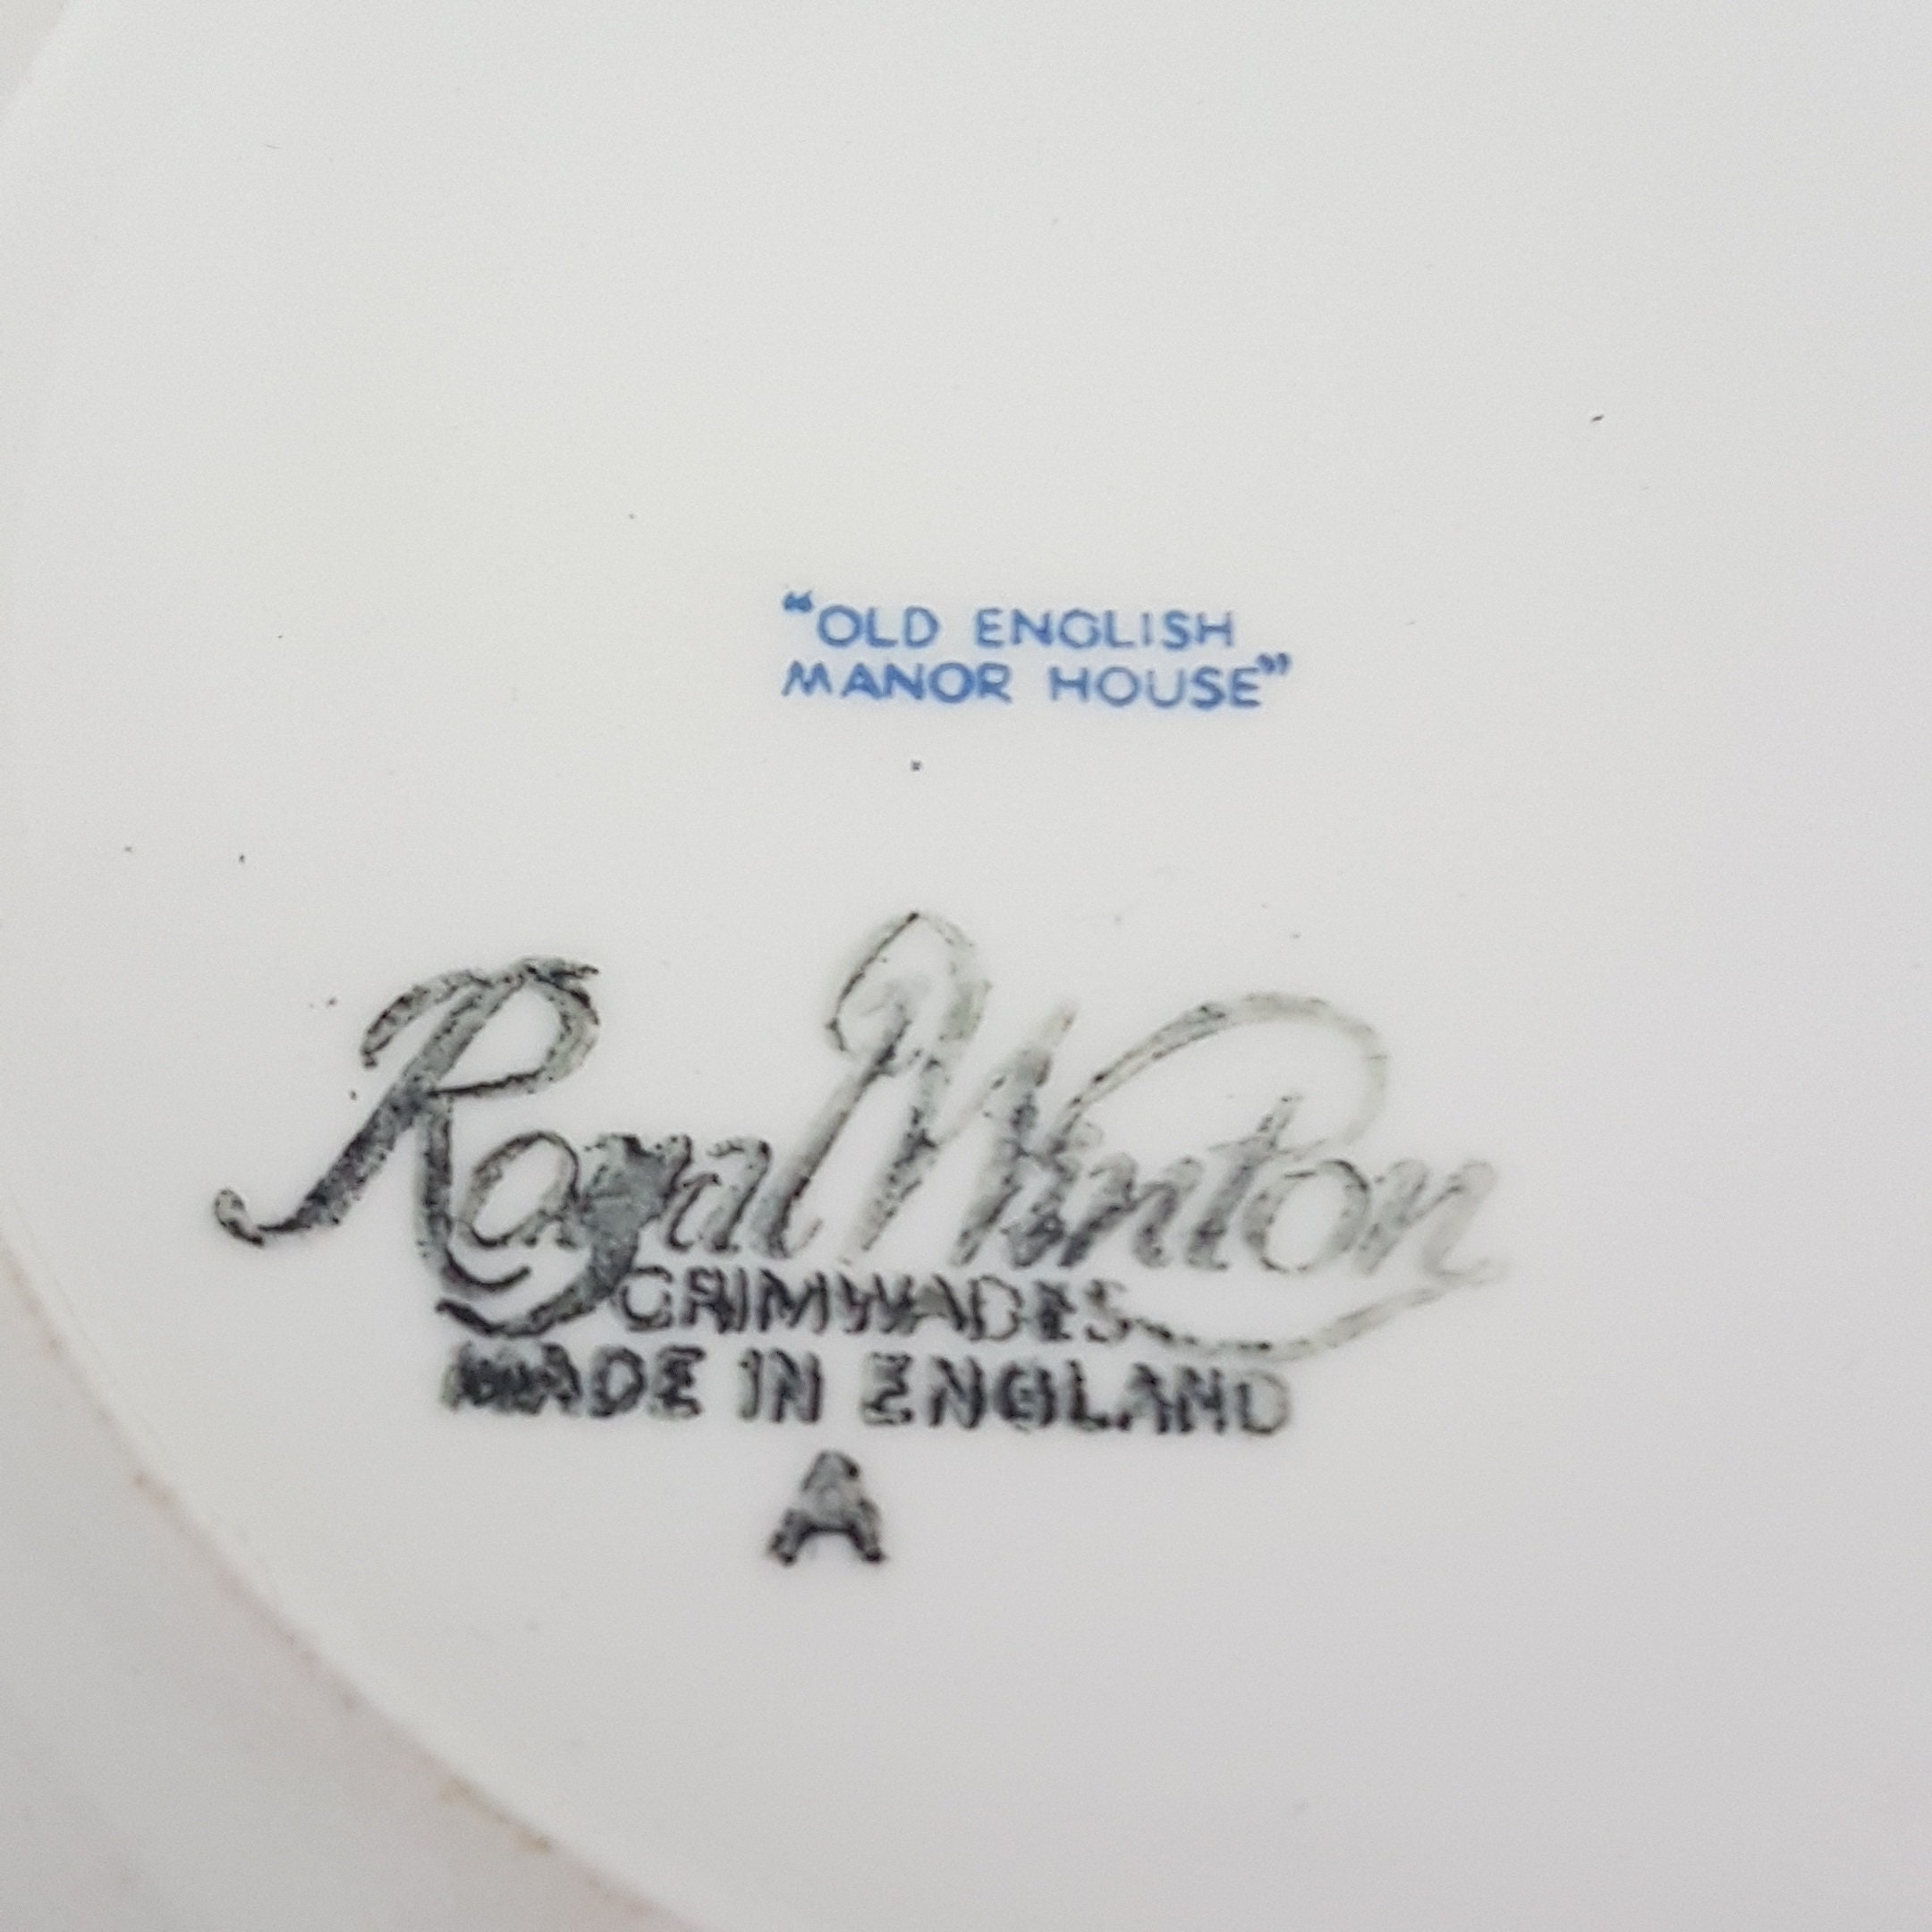 “OLD ENGLISH
MANOR HOUSE”
Royal Winton
GRIMWADES
MADE IN ENGLAND
A